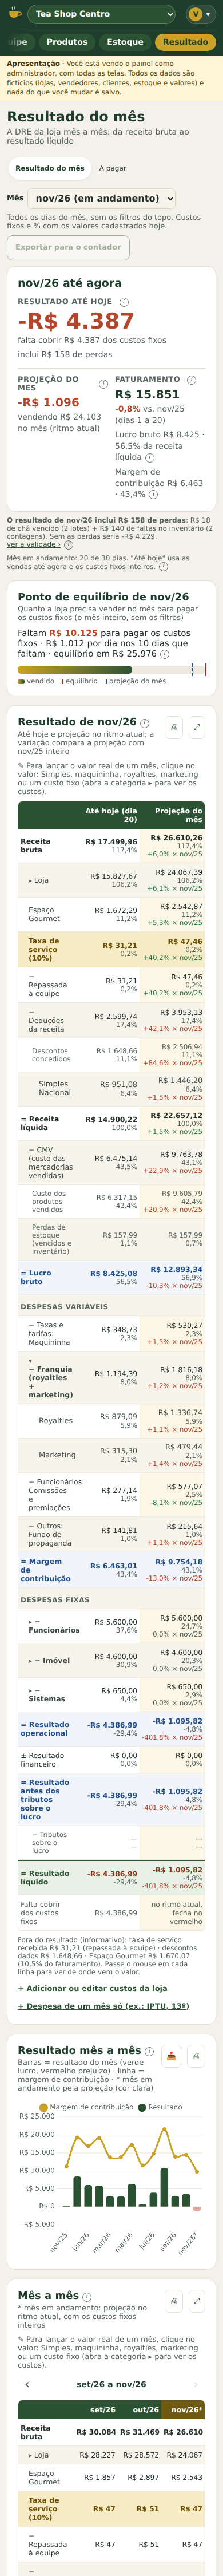 Tea Shop Centro
V
uipe Produtos Estoque Resultado
Apresentação · Você está vendo o painel como
administrador, com todas as telas. Todos os dados são
fictícios (lojas, vendedores, clientes, estoque e valores) e
nada do que você mudar é salvo.
Resultado do mês
A DRE da loja mês a mês: da receita bruta ao
resultado líquido
Resultado do mês A pagar
Mês nov/26 (em andamento)
Todos os dias do mês, sem os filtros do topo. Custos
fixos e % com os valores cadastrados hoje.
Exportar para o contador
nov/26 até agora
RESULTADO ATÉ HOJE i
-R$ 4.387
falta cobrir R$ 4.387 dos custos fixos
inclui R$ 158 de perdas
PROJEÇÃO DO
MÊS i
-R$ 1.096
vendendo R$ 24.103
no mês (ritmo atual)
FATURAMENTO i
R$ 15.851
-0,8% vs. nov/25
(dias 1 a 20)
Lucro bruto R$ 8.425 ·
56,5% da receita
líquida i
Margem de
contribuição R$ 6.463
· 43,4% i
O resultado de nov/26 inclui R$ 158 de perdas: R$ 18
de chá vencido (2 lotes) + R$ 140 de faltas no inventário (2
contagens). Sem as perdas seria -R$ 4.229.
ver a validade › i
Mês em andamento: 20 de 30 dias. "Até hoje" usa as
vendas até agora e os custos fixos inteiros. i
Ponto de equilíbrio de nov/26 i
Quanto a loja precisa vender no mês para pagar
os custos fixos (o mês inteiro, sem filtros)
Faltam R$ 10.125 para pagar os custos
fixos · R$ 1.012 por dia nos 10 dias que
faltam · equilíbrio em R$ 25.976 i
vendido equilíbrio projeção do mês
Resultado de nov/26 i
Até hoje e projeção no ritmo atual; a
variação compara a projeção com
nov/25 inteiro
✎ Para lançar o valor real de um mês, clique no
valor: Simples, maquininha, royalties, marketing
ou um custo fixo (abra a categoria ▸ para ver os
custos).
Até hoje (dia
20) Projeção do
mês
Receita
bruta R$ 17.499,96
117,4% R$ 26.610,26
117,4%
+6,0% × nov/25
▸ Loja R$ 15.827,67
106,2% R$ 24.067,39
106,2%
+6,1% × nov/25
Espaço
Gourmet R$ 1.672,29
11,2% R$ 2.542,87
11,2%
+5,3% × nov/25
Taxa de
serviço
(10%) R$ 31,21
0,2% R$ 47,46
0,2%
+40,2% × nov/25
−
Repassada
à equipe R$ 31,21
0,2% R$ 47,46
0,2%
+40,2% × nov/25
−
Deduções
da receita R$ 2.599,74
17,4% R$ 3.953,13
17,4%
+42,1% × nov/25
Descontos
concedidos R$ 1.648,66
11,1% R$ 2.506,94
11,1%
+84,6% × nov/25
Simples
Nacional R$ 951,08
6,4% R$ 1.446,20
6,4%
+1,5% × nov/25
= Receita
líquida R$ 14.900,22
100,0% R$ 22.657,12
100,0%
+1,5% × nov/25
− CMV
(custo das
mercadorias
vendidas) R$ 6.475,14
43,5% R$ 9.763,78
43,1%
+22,9% × nov/25
Custo dos
produtos
vendidos R$ 6.317,15
42,4% R$ 9.605,79
42,4%
+20,9% × nov/25
Perdas de
estoque
(vencidos e
inventário) R$ 157,99
1,1% R$ 157,99
0,7%
= Lucro
bruto R$ 8.425,08
56,5% R$ 12.893,34
56,9%
-10,3% × nov/25
DESPESAS VARIÁVEIS
− Taxas e
tarifas:
Maquininha R$ 348,73
2,3% R$ 530,27
2,3%
+1,5% × nov/25
▾
− Franquia
(royalties
+
marketing) R$ 1.194,39
8,0% R$ 1.816,18
8,0%
+1,2% × nov/25
Royalties R$ 879,09
5,9% R$ 1.336,74
5,9%
+1,1% × nov/25
Marketing R$ 315,30
2,1% R$ 479,44
2,1%
+1,4% × nov/25
− Funcionários:
Comissões
e
premiações R$ 277,14
1,9% R$ 577,07
2,5%
-8,1% × nov/25
− Outros:
Fundo de
propaganda R$ 141,81
1,0% R$ 215,64
1,0%
+1,1% × nov/25
= Margem
de
contribuição R$ 6.463,01
43,4% R$ 9.754,18
43,1%
-13,0% × nov/25
DESPESAS FIXAS
▸ −
Funcionários R$ 5.600,00
37,6% R$ 5.600,00
24,7%
0,0% × nov/25
▸ − Imóvel R$ 4.600,00
30,9% R$ 4.600,00
20,3%
0,0% × nov/25
▸ −
Sistemas R$ 650,00
4,4% R$ 650,00
2,9%
0,0% × nov/25
= Resultado
operacional -R$ 4.386,99
-29,4% -R$ 1.095,82
-4,8%
-401,8% × nov/25
± Resultado
financeiro R$ 0,00
0,0% R$ 0,00
0,0%
= Resultado
antes dos
tributos
sobre o
lucro -R$ 4.386,99
-29,4% -R$ 1.095,82
-4,8%
-401,8% × nov/25
− Tributos
sobre o
lucro —
— —
—
= Resultado
líquido -R$ 4.386,99
-29,4% -R$ 1.095,82
-4,8%
-401,8% × nov/25
Falta cobrir
dos custos
fixos R$ 4.386,99 no ritmo atual,
fecha no
vermelho
Fora do resultado (informativo): taxa de serviço
recebida R$ 31,21 (repassada à equipe) · descontos
dados R$ 1.648,66 · Espaço Gourmet R$ 1.670,07
(10,5% do faturamento). Passe o mouse em cada
linha para ver de onde vem o valor.
+ Adicionar ou editar custos da loja
+ Despesa de um mês só (ex.: IPTU, 13º)
Resultado mês a mês i
Barras = resultado do mês (verde
lucro, vermelho prejuízo) · linha =
margem de contribuição · * mês em
andamento pela projeção (cor clara)
Margem de contribuição Resultado
R$ 25.000
R$ 20.000
R$ 15.000
R$ 10.000
R$ 5.000
R$ 0
-R$ 5.000
nov/25 jan/26 mar/26 mai/26 jul/26 set/26 nov/26*
Mês a mês i
* mês em andamento: projeção no
ritmo atual, com os custos fixos
inteiros
✎ Para lançar o valor real de um mês, clique no
valor: Simples, maquininha, royalties, marketing
ou um custo fixo (abra a categoria ▸ para ver os
custos).
‹ set/26 a nov/26 ›
set/26 out/26 nov/26*
Receita
bruta R$ 30.084 R$ 31.469 R$ 26.610
▸ Loja R$ 28.227 R$ 28.572 R$ 24.067
Espaço
Gourmet R$ 1.857 R$ 2.897 R$ 2.543
Taxa de
serviço
(10%) R$ 47 R$ 51 R$ 47
−
Repassada
à equipe R$ 47 R$ 51 R$ 47
−